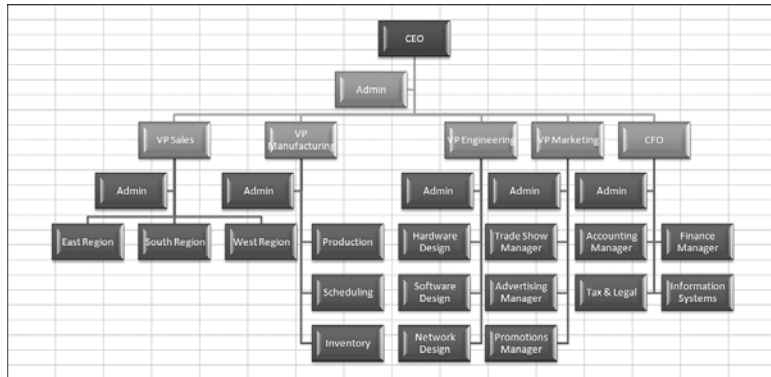 CEO
Admin
VP Sales
VP
Manufacturing
VP Engineering
VP Marketing
CFO
Admin
Admin
Admin
Admin
Admin
East Region
South Region
West Region
Production
Hardware
Design
Trade Show
Manager
Accounting
Manager
Finance
Manager
Scheduling
Software
Design
Advertising
Manager
Tax & Legal
Information
Systems
Inventory
Network
Design
Promotions
Manager